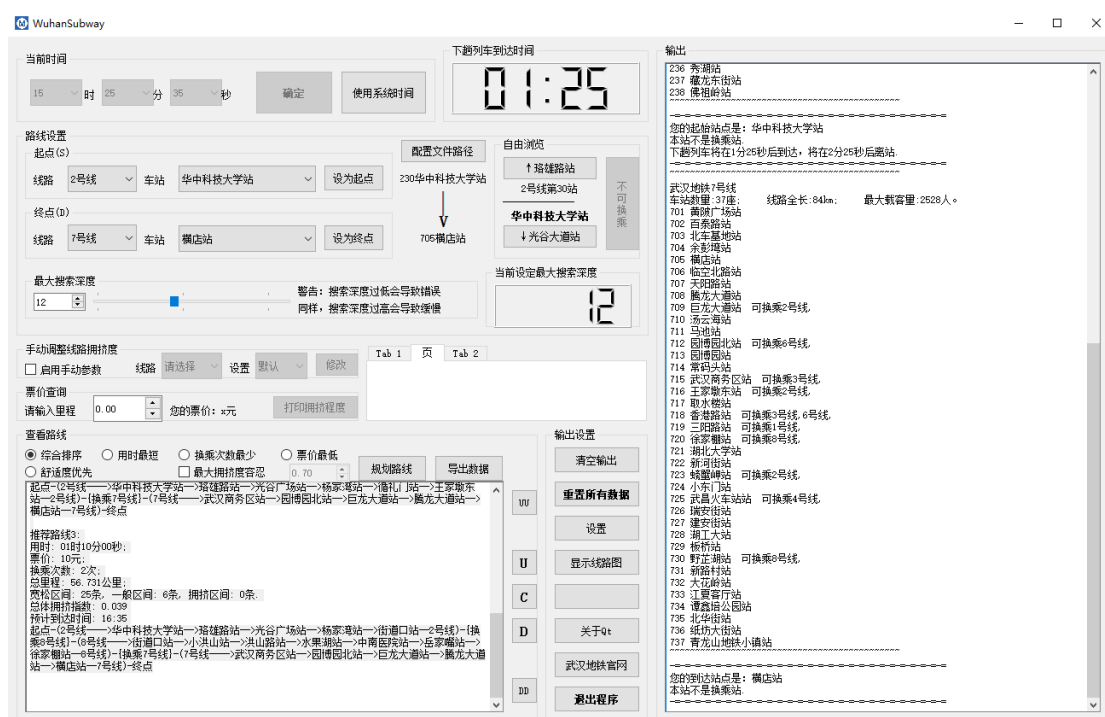 WuhanSubway
当前时间
15 时 25 分 35 秒 确定 使用系统时间
下趟列车到达时间
01:25
路线设置
起点(S)
线路 2号线 车站 华中科技大学站 设为起点
终点(D)
线路 7号线 车站 横店站 设为终点
配置文件路径
230华中科技大学站
V
705横店站
自由浏览
↑珞雄路站
2号线第30站
华中科技大学站
↓光谷大道站
不可换乘
最大搜索深度
12
警告: 搜索深度过低会导致错误
同样, 搜索深度过高会导致缓慢
当前设定最大搜索深度
12
手动调整线路拥挤度
启用手动参数 线路 请选择 设置 默认 修改
票价查询
请输入里程 0.00 您的票价: x元 打印拥挤程度
Tab 1 页 Tab 2
查看路线
综合排序 用时最短 换乘次数最少 票价最低
舒适度优先 最大拥挤度容忍 0.70 规划路线 导出数据
起点-(2号线——>华中科技大学站—>珞雄路站—>光谷广场站—>杨家湾站—>循礼门站—>王家墩东
站—2号线)-[换乘7号线]-(7号线——>武汉商务区站—>园博园北站—>巨龙大道站—>腾龙大道站—>
横店站—7号线)-终点
推荐路线3:
用时: 01时10分00秒;
票价: 10元;
换乘次数: 2次;
总里程: 56.731公里;
宽松区间: 25条, 一般区间: 6条, 拥挤区间: 0条.
总体拥挤指数: 0.039
预计到达时间: 16:35
起点-(2号线——>华中科技大学站—>珞雄路站—>光谷广场站—>杨家湾站—>街道口站—2号线)-[换
乘8号线]-(8号线——>街道口站—>小洪山站—>洪山路站—>水果湖站—>中南医院站—>岳家嘴站—>
徐家棚站—8号线)-[换乘7号线]-(7号线——>武汉商务区站—>园博园北站—>巨龙大道站—>腾龙大道
站—>横店站—7号线)-终点
UU
U
C
D
DD
输出设置
清空输出
重置所有数据
设置
显示线路图
关于Qt
武汉地铁官网
退出程序
输出
236 秀湖站
237 藏龙东街站
238 佛祖岭站
您的起始站点是: 华中科技大学站
本站不是换乘站.
下趟列车将在1分25秒后到达, 将在2分25秒后离站.
武汉地铁7号线
车站数量:37座; 线路全长:84km; 最大载容量:2528人。
701 黄陂广场站
702 百泰路站
703 北车基地站
704 余彭塆站
705 横店站
706 临空北路站
707 天阳路站
708 腾龙大道站
709 巨龙大道站 可换乘2号线,
710 汤云海站
711 马池站
712 园博园北站 可换乘6号线,
713 园博园站
714 常码头站
715 武汉商务区站 可换乘3号线,
716 王家墩东站 可换乘2号线,
717 取水楼站
718 香港路站 可换乘3号线,6号线,
719 三阳路站 可换乘1号线,
720 徐家棚站 可换乘8号线,
721 湖北大学站
722 新河街站
723 螃蟹岬站 可换乘2号线,
724 小东门站
725 武昌火车站站 可换乘4号线,
726 瑞安街站
727 建安街站
728 湖工大站
729 板桥站
730 野芷湖站 可换乘8号线,
731 新路村站
732 大花岭站
733 江夏客厅站
734 谭鑫培公园站
735 北华街站
736 纸坊大街站
737 青龙山地铁小镇站
您的到达站点是: 横店站
本站不是换乘站.